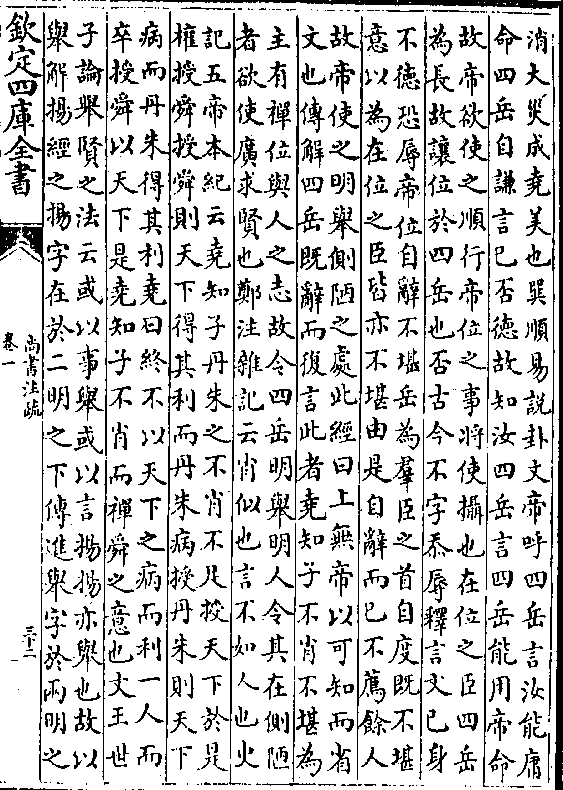 消大災成堯美也巽順易說卦文帝呼四岳言汝能庸
命四岳自謙言已否德故知汝四岳言四岳能用帝命
故帝欲使之順行帝位之事將使攝也在位之臣四岳
為長故讓位於四岳也否古今不字忝辱釋言文已身
不德恐辱帝位自辭不堪岳為羣臣之首自度既不堪
意以為在位之臣皆亦不堪由是自辭而已不薦餘人
故帝使之明舉側陋之處此經曰上無帝以可知而省
文也傳解四岳既辭而復言此者堯知子不肖不堪為
主有禪位與人之志故令四岳明舉明人令其在側陋
者欲使廣求賢也鄭注雜記云肖似也言不如人也史
記五帝本紀云堯知子丹朱之不肖不足授天下於是
權授舜授舜則天下得其利而丹朱病授丹朱則天下
病而丹朱得其利堯曰終不以天下之病而利一人而
卒授舜以天下是堯知子不肖而禪舜之意也文王世
子論舉賢之法云或以事舉或以言揚揚亦舉也故以
舉解揚經之揚字在於二明之下傳進舉字於兩明之
欽定四庫全書
尚書注疏
卷一
三十二